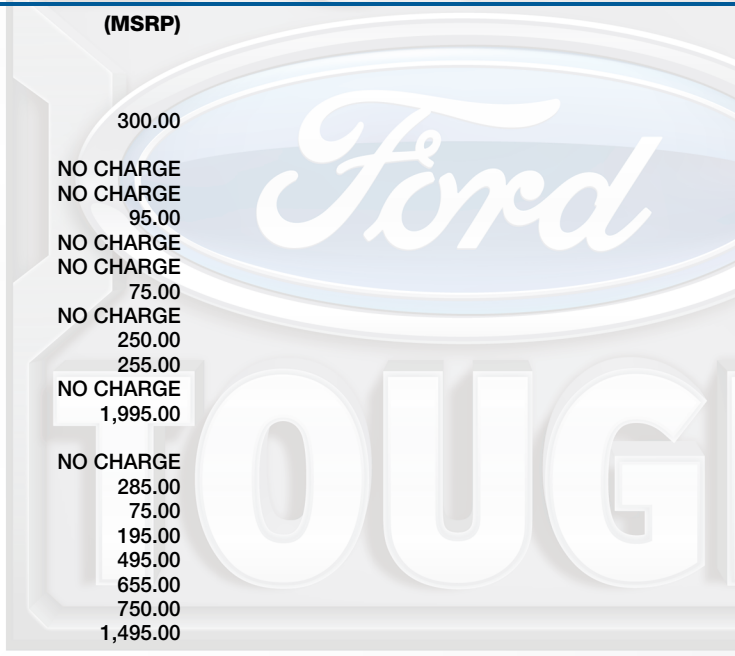 (MSRP)
300.00
NO CHARGE
NO CHARGE
95.00
NO CHARGE
NO CHARGE
75.00
NO CHARGE
250.00
255.00
NO CHARGE
1,995.00
NO CHARGE
285.00
75.00
195.00
495.00
655.00
750.00
1,495.00
Ford
TOUG